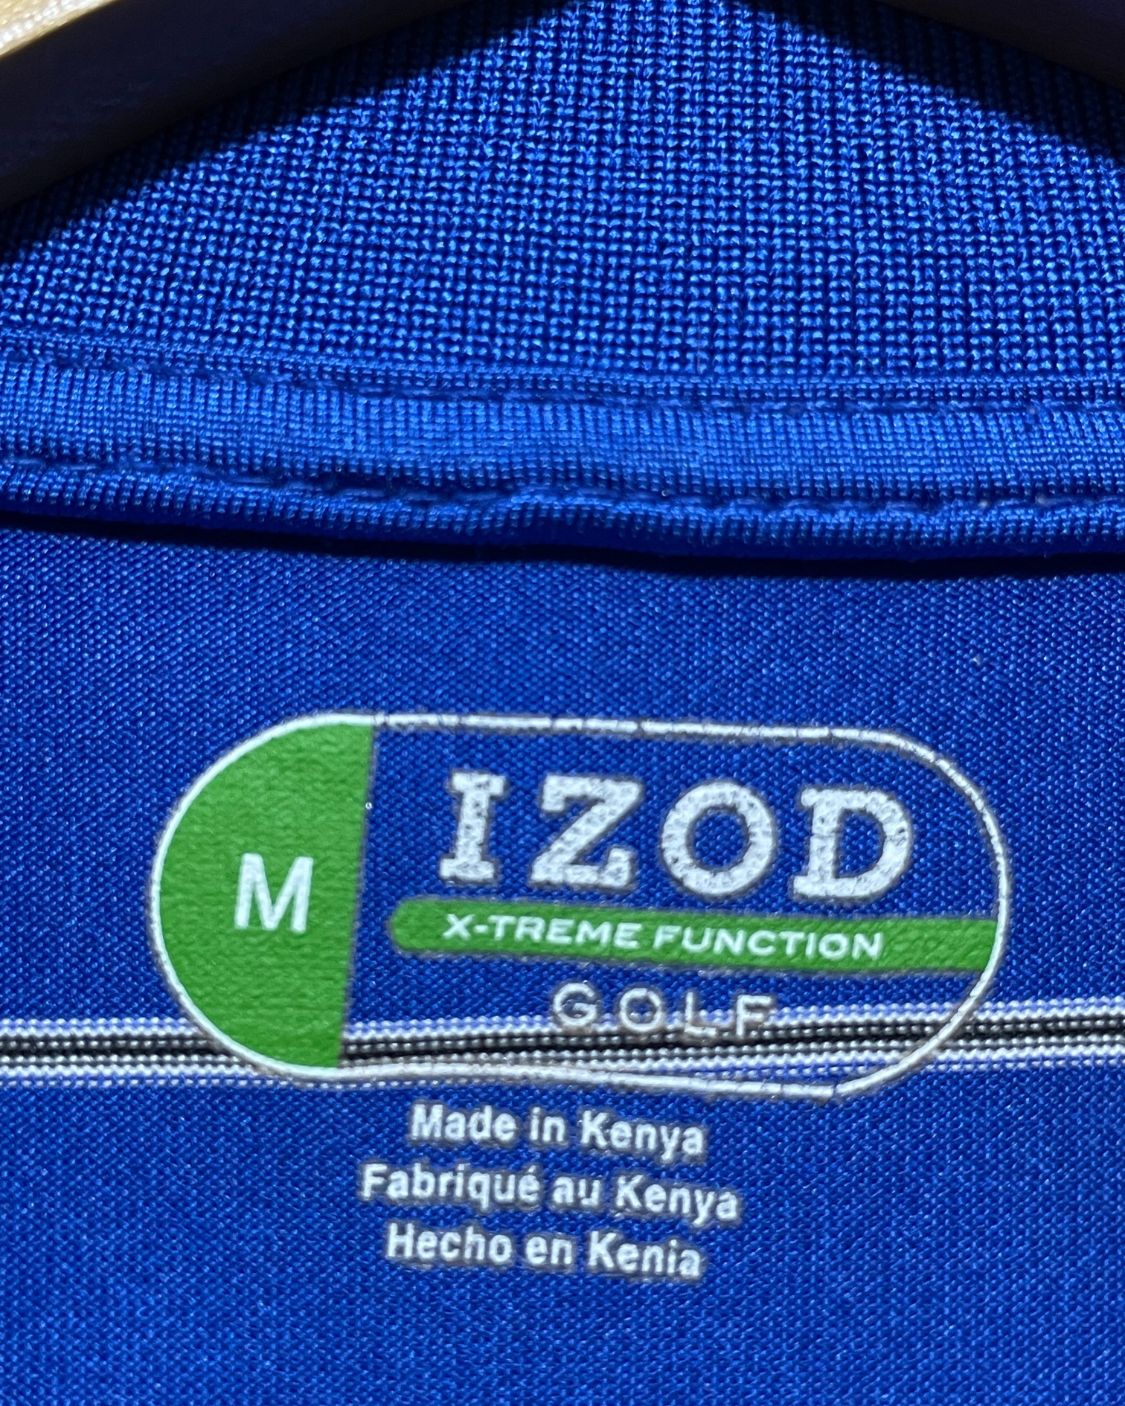 M
IZOD
X-TREME FUNCTION
GOLF
Made in Kenya
Fabriqué au Kenya
Hecho en Kenia